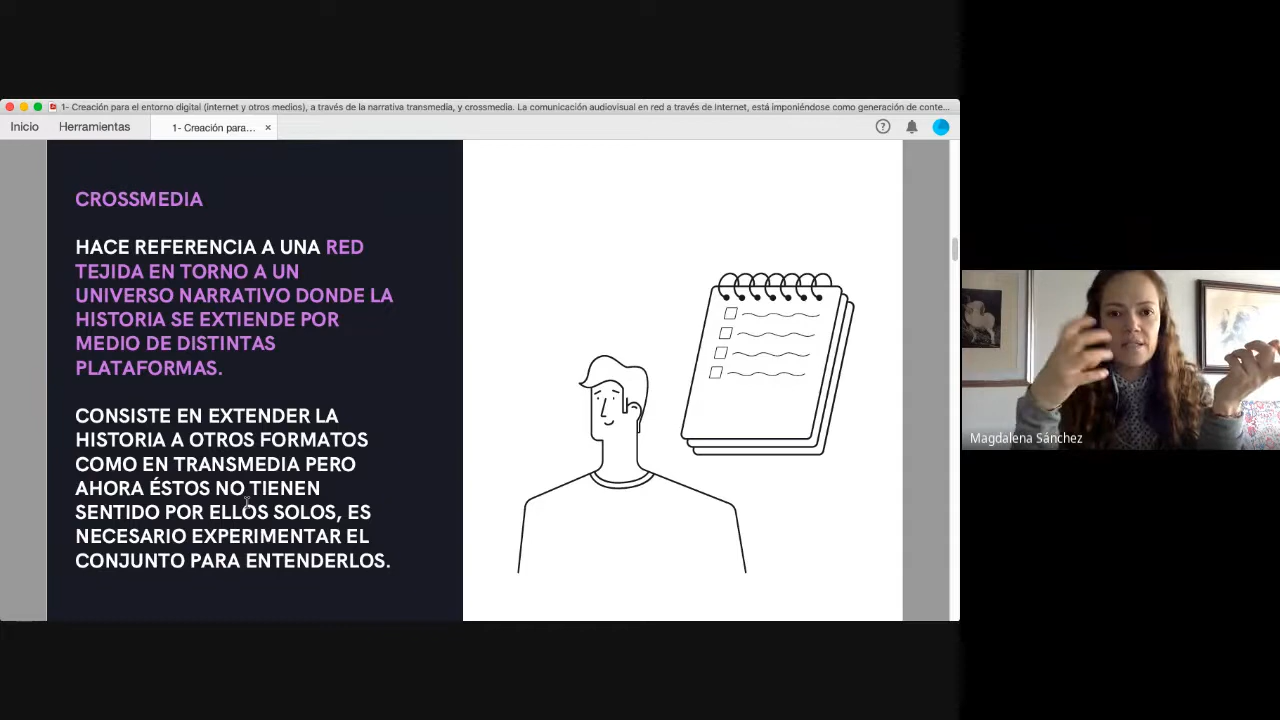 1- Creación para el entorno digital (internet y otros medios), a través de la narrativa transmedia, y crossmedia. La comunicación audiovisual en red a través de Internet, está imponiéndose como generación de conte...
Inicio
Herramientas
1- Creación para...
CROSSMEDIA
HACE REFERENCIA A UNA RED
TEJIDA EN TORNO A UN
UNIVERSO NARRATIVO DONDE LA
HISTORIA SE EXTIENDE POR
MEDIO DE DISTINTAS
PLATAFORMAS.
CONSISTE EN EXTENDER LA
HISTORIA A OTROS FORMATOS
COMO EN TRANSMEDIA PERO
AHORA ÉSTOS NO TIENEN
SENTIDO POR ELLOS SOLOS, ES
NECESARIO EXPERIMENTAR EL
CONJUNTO PARA ENTENDERLOS.
Magdalena Sánchez